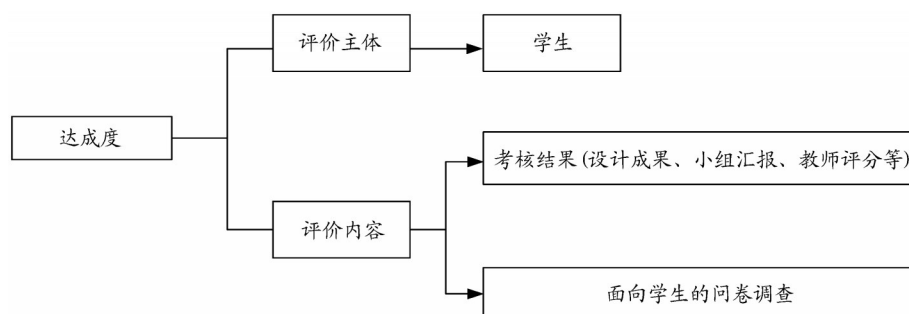 评价主体
学生
达成度
考核结果(设计成果、小组汇报、教师评分等)
评价内容
面向学生的问卷调查